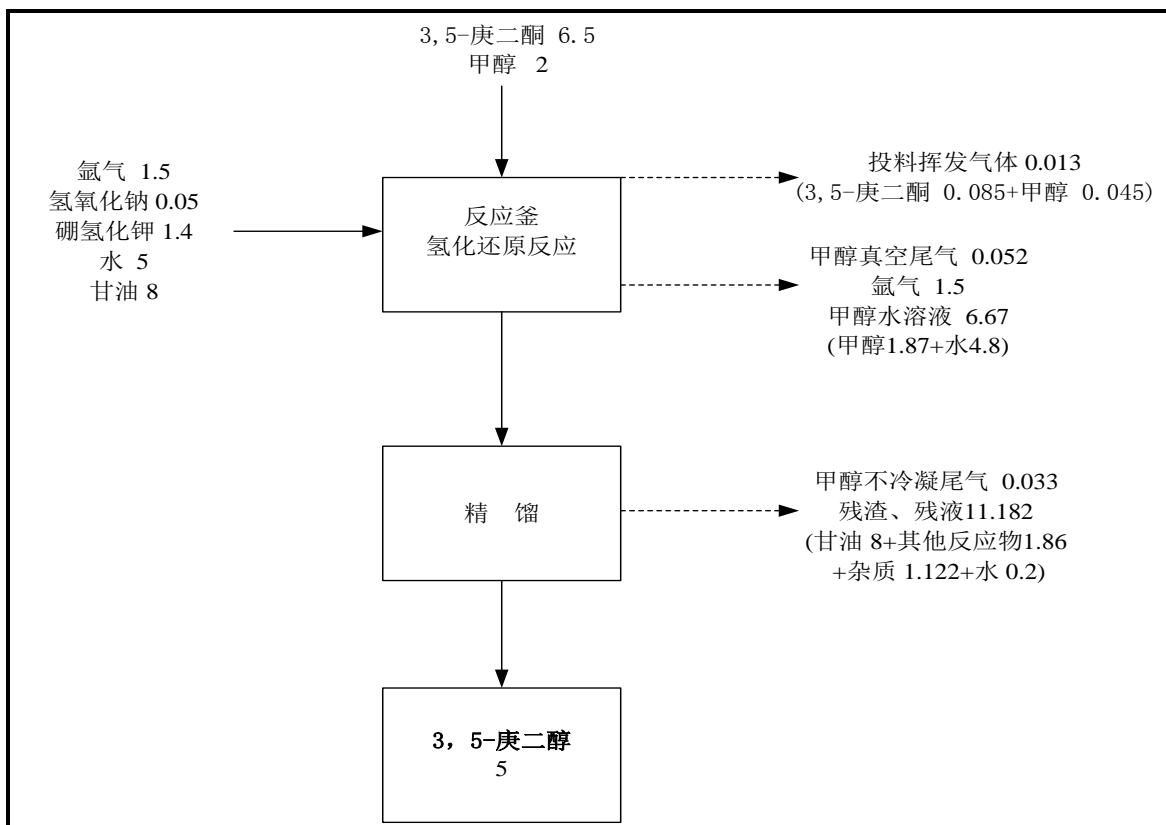 3,5-庚二酮 6.5
甲醇 2
氩气 1.5
氢氧化钠 0.05
硼氢化钾 1.4
水 5
甘油 8
反应釜
氢化还原反应
投料挥发气体 0.013
(3,5-庚二酮 0.085+甲醇 0.045)
甲醇真空尾气 0.052
氩气 1.5
甲醇水溶液 6.67
(甲醇1.87+水4.8)
精 馏
甲醇不冷凝尾气 0.033
残渣、残液11.182
(甘油 8+其他反应物1.86
+杂质 1.122+水 0.2)
3，5-庚二醇
5